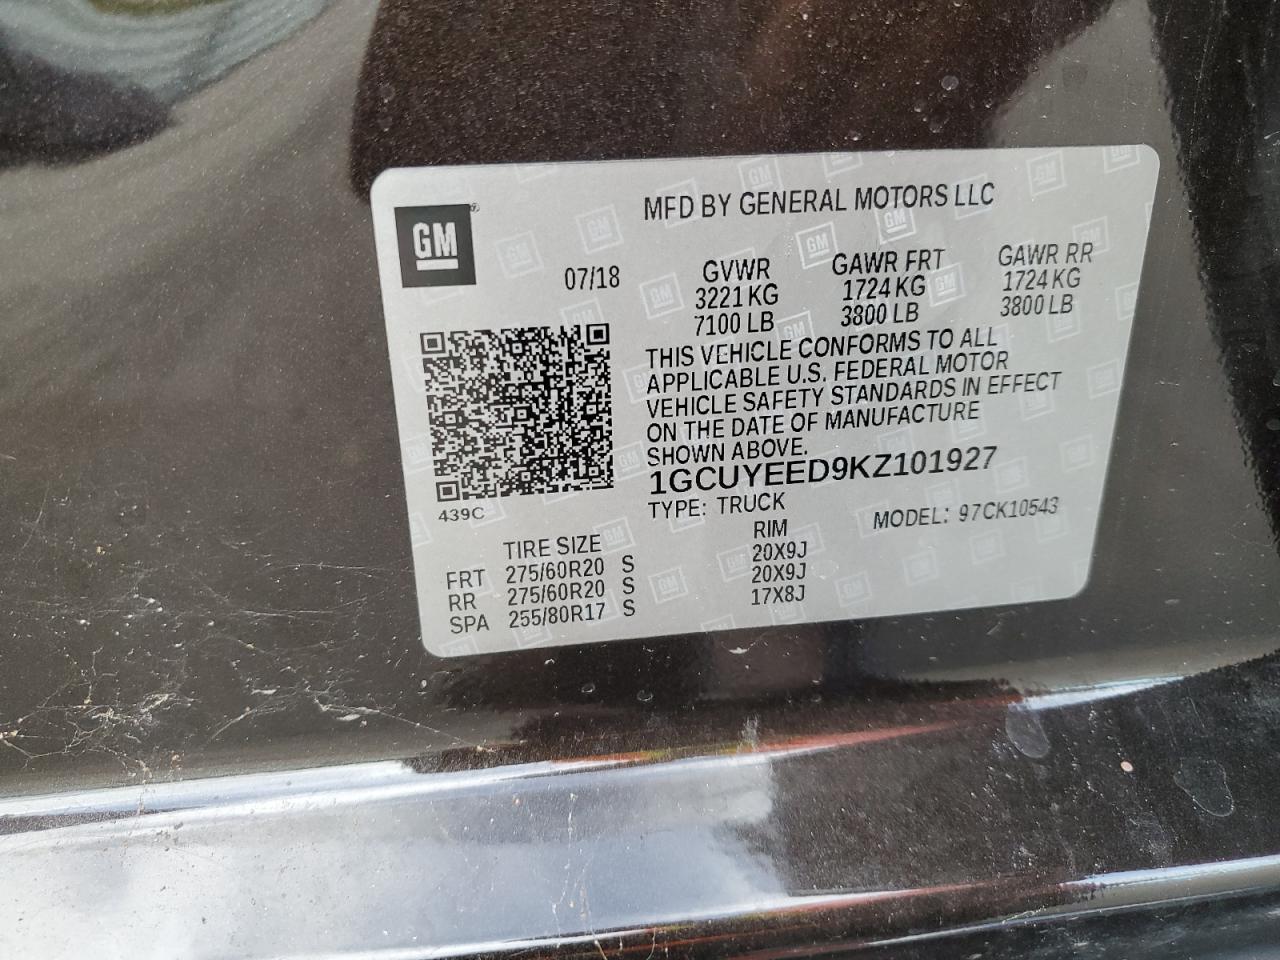 MFD BY GENERAL MOTORS LLC
GM
07/18
GVWR GAWR FRT GAWR RR
3221 KG 1724 KG 1724 KG
7100 LB 3800 LB 3800 LB
THIS VEHICLE CONFORMS TO ALL
APPLICABLE U.S. FEDERAL MOTOR
VEHICLE SAFETY STANDARDS IN EFFECT
ON THE DATE OF MANUFACTURE
SHOWN ABOVE.
1GCUYEED9KZ101927
439C
TYPE: TRUCK MODEL: 97CK10543
TIRE SIZE RIM
FRT 275/60R20 S 20X9J
RR 275/60R20 S 20X9J
SPA 255/80R17 S 17X8J